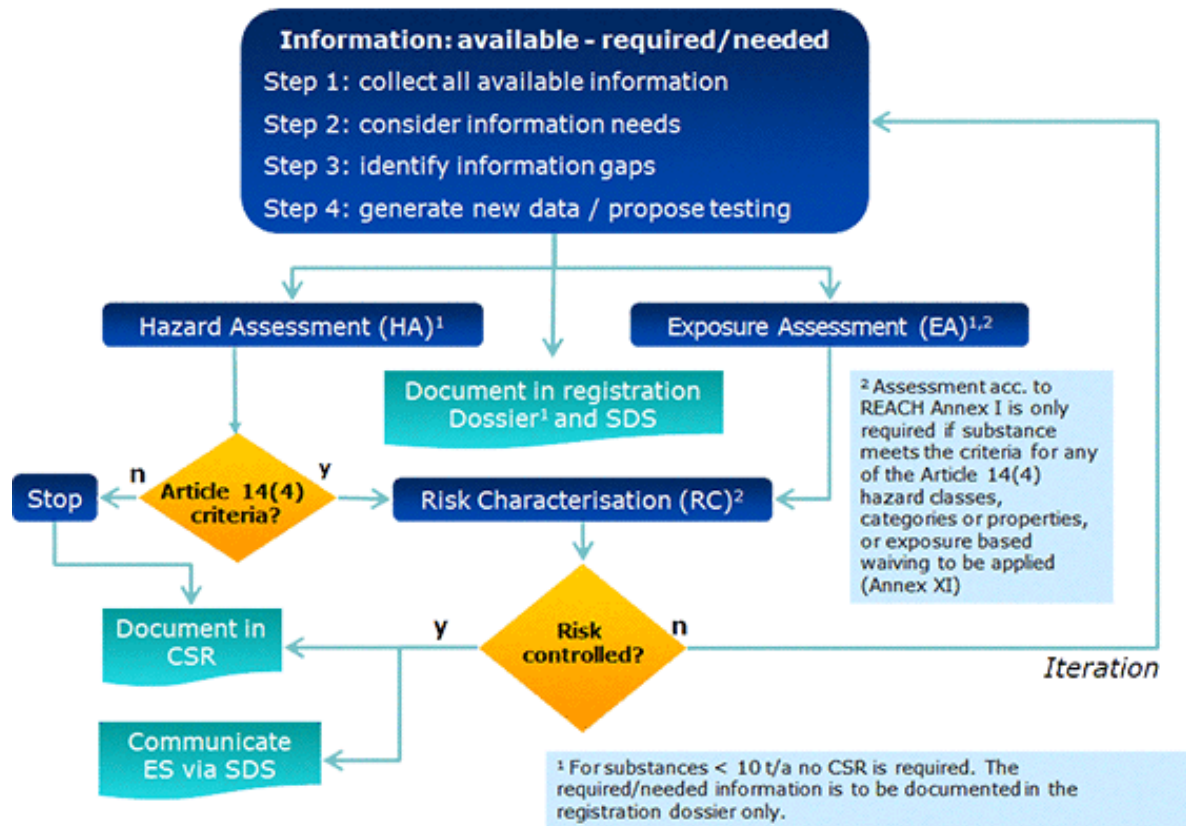 Information: available - required/needed
Step 1: collect all available information
Step 2: consider information needs
Step 3: identify information gaps
Step 4: generate new data / propose testing
Hazard Assessment (HA)¹
Exposure Assessment (EA)¹,²
Document in registration
Dossier¹ and SDS
² Assessment acc. to
REACH Annex I is only
required if substance
meets the criteria for any
of the Article 14(4)
hazard classes,
categories or properties,
or exposure based
waiving to be applied
(Annex XI)
n
y
Stop
Article 14(4)
criteria?
Risk Characterisation (RC)²
Document in
CSR
y
Risk
controlled?
n
Iteration
Communicate
ES via SDS
¹ For substances < 10 t/a no CSR is required. The
required/needed information is to be documented in the
registration dossier only.